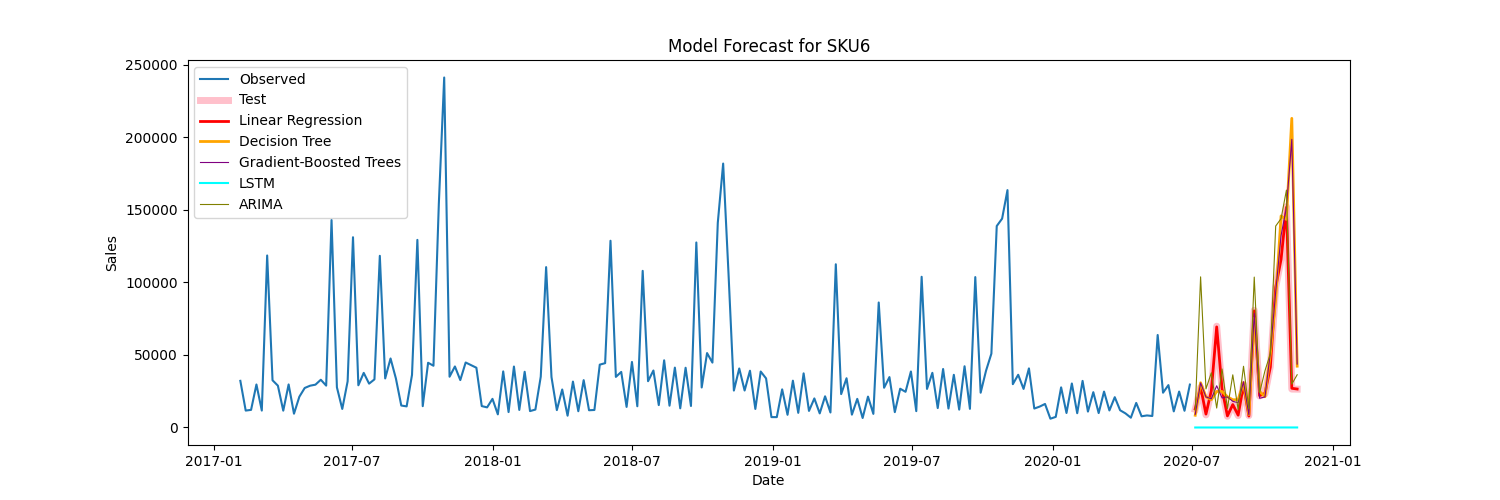 Model Forecast for SKU6
250000
200000
150000
100000
50000
0
Sales
Observed
Test
Linear Regression
Decision Tree
Gradient-Boosted Trees
LSTM
ARIMA
2017-01 2017-07 2018-01 2018-07 2019-01 2019-07 2020-01 2020-07 2021-01
Date